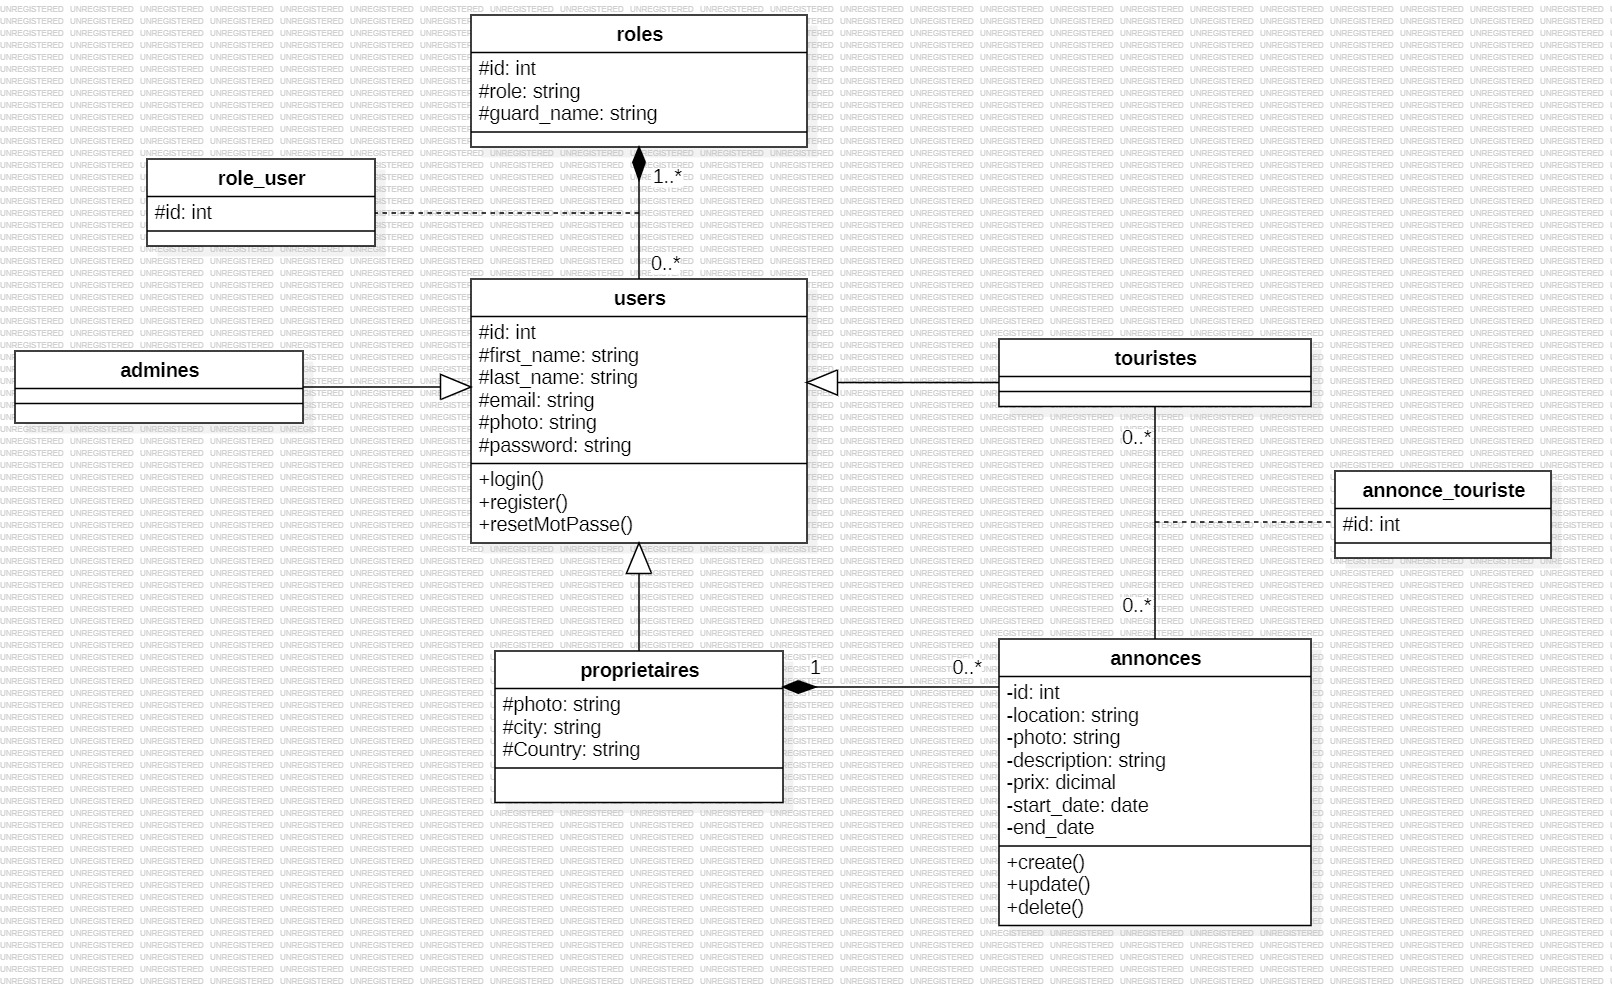 roles
#id: int
#role: string
#guard_name: string
1..*
role_user
#id: int
0..*
users
#id: int
#first_name: string
#last_name: string
#email: string
#photo: string
#password: string
+login()
+register()
+resetMotPasse()
admines
touristes
0..*
annonce_touriste
#id: int
0..*
proprietaires
#photo: string
#city: string
#Country: string
1
0..*
annonces
-id: int
-location: string
-photo: string
-description: string
-prix: dicimal
-start_date: date
-end_date
+create()
+update()
+delete()
UNREGISTERED